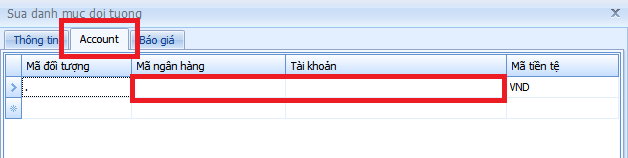 Sua danh muc doi tuong
Thông tin Account Báo giá
Mã đối tượng Mã ngân hàng Tài khoản Mã tiền tệ
. VND